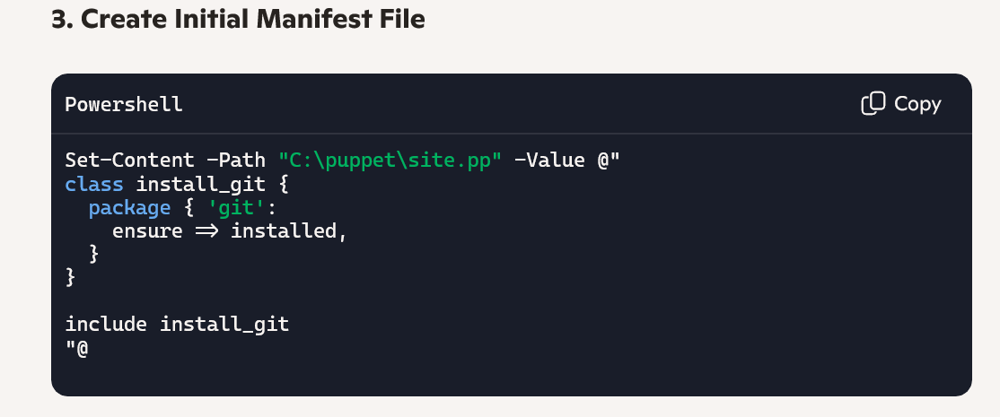 3. Create Initial Manifest File
Powershell
Copy
Set-Content -Path "C:\puppet\site.pp" -Value @"
class install_git {
  package { 'git':
    ensure => installed,
  }
}

include install_git
"@